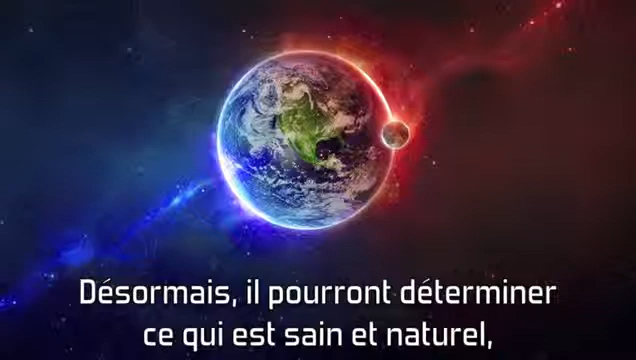 Désormais, il pourront déterminer
ce qui est sain et naturel,